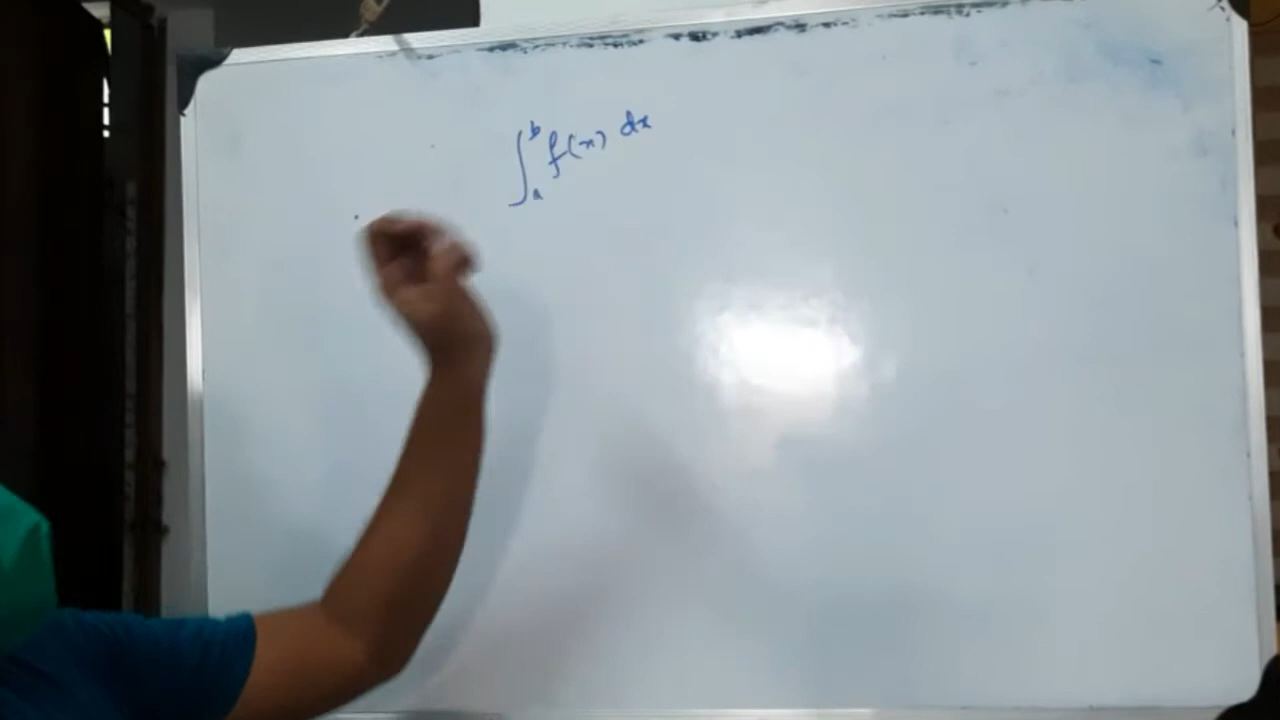 ∫_a^b f(x) dx